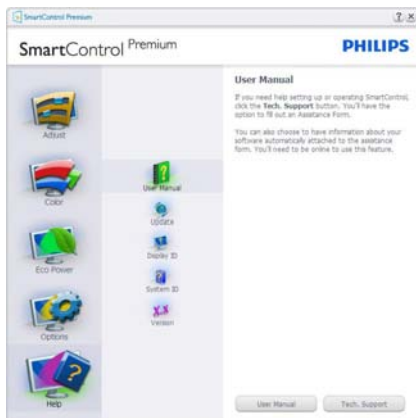 SmartControl Premium
SmartControl Premium
PHILIPS
Adjust
Color
Eco Power
Options
Help
User Manual
Update
Display ID
System ID
Version
User Manual
If you need help setting up or operating SmartControl,
click the Tech. Support button. You'll have the
option to fill out an Assistance Form.
You can also choose to have information about your
software automatically attached to the assistance
form. You'll need to be online to use this feature.
User Manual
Tech. Support